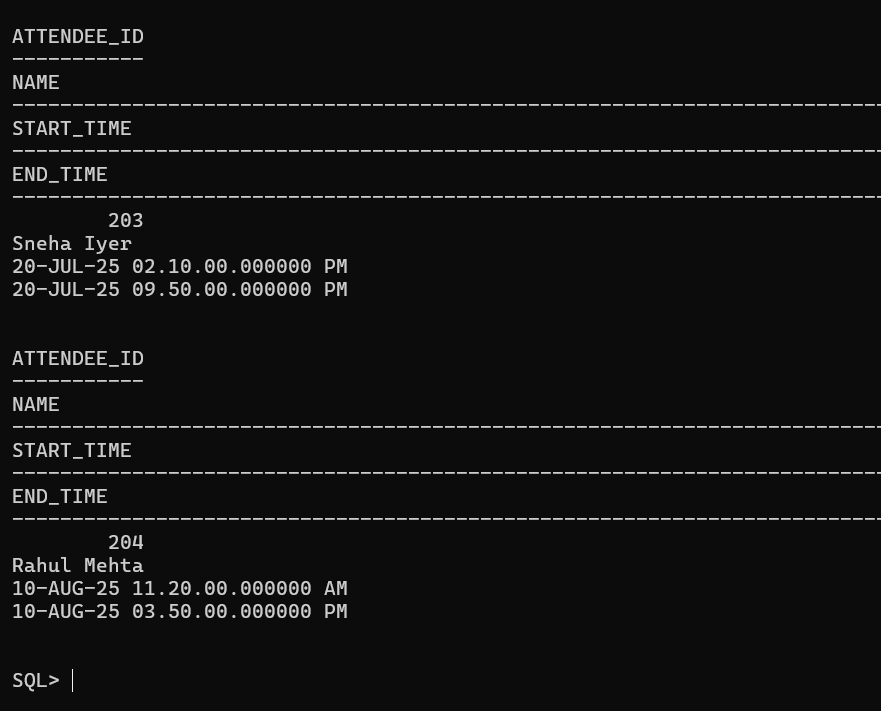 ATTENDEE_ID
-----------
NAME
--------------------------------------------------------------------------------
START_TIME
--------------------------------------------------------------------------------
END_TIME
--------------------------------------------------------------------------------
        203
Sneha Iyer
20-JUL-25 02.10.00.000000 PM
20-JUL-25 09.50.00.000000 PM

ATTENDEE_ID
-----------
NAME
--------------------------------------------------------------------------------
START_TIME
--------------------------------------------------------------------------------
END_TIME
--------------------------------------------------------------------------------
        204
Rahul Mehta
10-AUG-25 11.20.00.000000 AM
10-AUG-25 03.50.00.000000 PM

SQL>